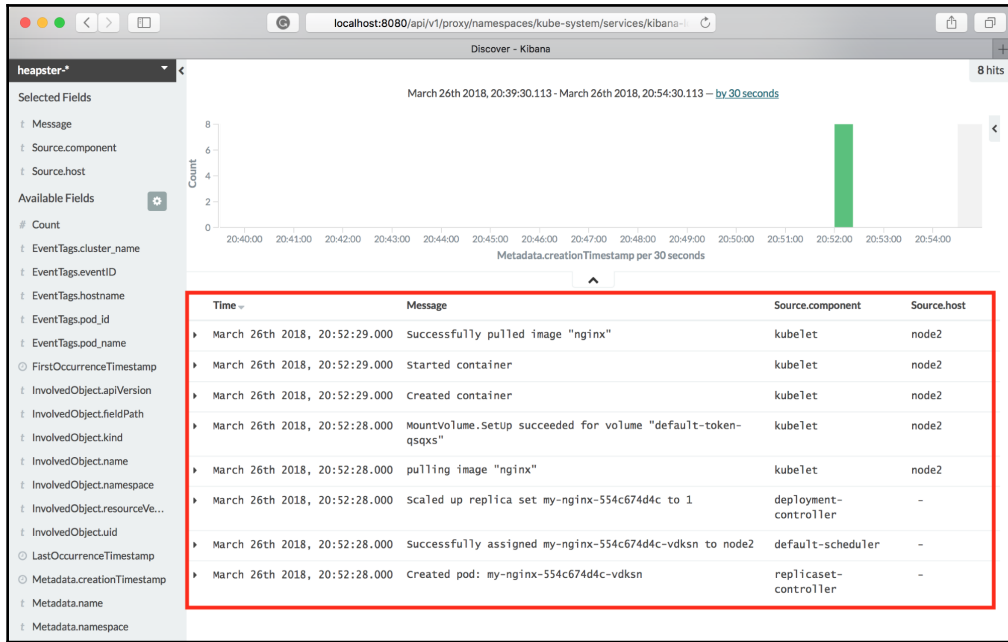 localhost:8080/api/v1/proxy/namespaces/kube-system/services/kibana-
Discover - Kibana
heapster-*
8 hits
Selected Fields
t Message
t Source.component
t Source.host
Available Fields
# Count
t EventTags.cluster_name
t EventTags.eventID
t EventTags.hostname
t EventTags.pod_id
t EventTags.pod_name
FirstOccurrenceTimestamp
t InvolvedObject.apiVersion
t InvolvedObject.fieldPath
t InvolvedObject.kind
t InvolvedObject.name
t InvolvedObject.namespace
t InvolvedObject.resourceVe...
t InvolvedObject.uid
LastOccurrenceTimestamp
Metadata.creationTimestamp
t Metadata.name
t Metadata.namespace
March 26th 2018, 20:39:30.113 - March 26th 2018, 20:54:30.113 — by 30 seconds
Count
8
6
4
2
0
20:40:00 20:41:00 20:42:00 20:43:00 20:44:00 20:45:00 20:46:00 20:47:00 20:48:00 20:49:00 20:50:00 20:51:00 20:52:00 20:53:00 20:54:00
Metadata.creationTimestamp per 30 seconds
Time Message Source.component Source.host
March 26th 2018, 20:52:29.000 Successfully pulled image "nginx" kubelet node2
March 26th 2018, 20:52:29.000 Started container kubelet node2
March 26th 2018, 20:52:29.000 Created container kubelet node2
March 26th 2018, 20:52:28.000 MountVolume.SetUp succeeded for volume "default-token- kubelet node2
qsqxs"
March 26th 2018, 20:52:28.000 pulling image "nginx" kubelet node2
March 26th 2018, 20:52:28.000 Scaled up replica set my-nginx-554c674d4c to 1 deployment- -
controller
March 26th 2018, 20:52:28.000 Successfully assigned my-nginx-554c674d4c-vdksn to node2 default-scheduler -
March 26th 2018, 20:52:28.000 Created pod: my-nginx-554c674d4c-vdksn replicaset- -
controller